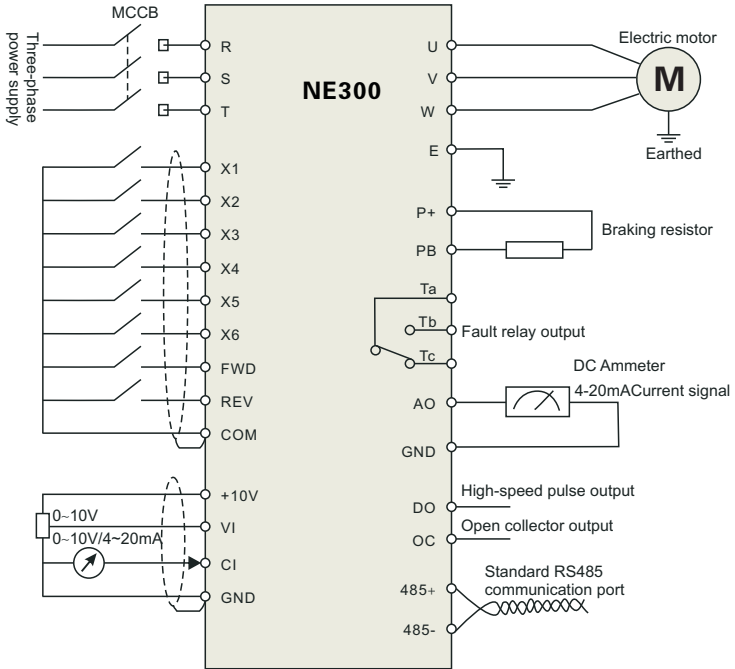 MCCB
Three-phase
power supply
R
S
T
NE300
U
V
W
E
Electric motor
M
Earthed
X1
X2
X3
X4
X5
X6
FWD
REV
COM
P+
PB
Braking resistor
Ta
Tb
Tc
Fault relay output
DC Ammeter
4-20mACurrent signal
AO
GND
+10V
VI
CI
GND
0~10V
0~10V/4~20mA
DO
High-speed pulse output
OC
Open collector output
485+
485-
Standard RS485
communication port